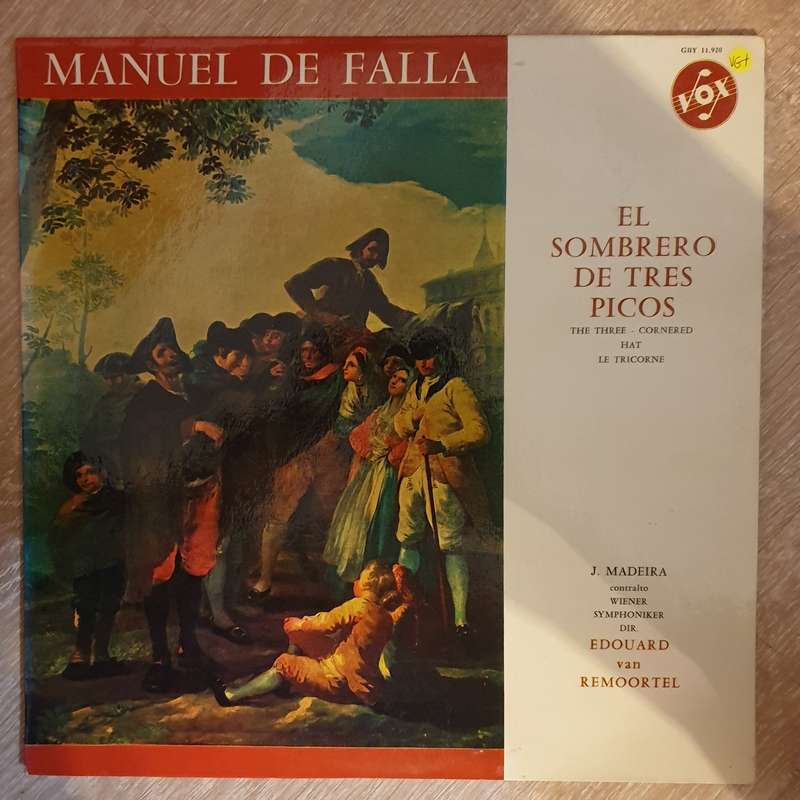 MANUEL DE FALLA
GBY 11.920
VG+
VOX
EL
SOMBRERO
DE TRES
PICOS
THE THREE - CORNERED
HAT
LE TRICORNE
J. MADEIRA
contralto
WIENER
SYMPHONIKER
DIR.
EDOUARD
van
REMOORTEL